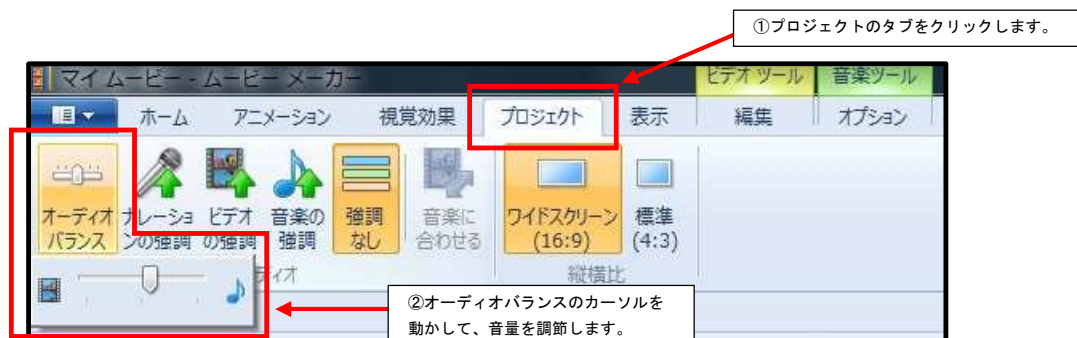 ①プロジェクトのタブをクリックします。
マイ ムービー - ムービー メーカー
ビデオ ツール 音楽ツール
ホーム アニメーション 視覚効果 プロジェクト 表示 編集 オプション
オーディオ ナレーショ ビデオ 音楽の 強調 音楽に ワイドスクリーン 標準
バランス ンの強調 の強調 強調 なし 合わせる (16:9) (4:3)
ディオ 縦横比
②オーディオバランスのカーソルを
動かして、音量を調節します。